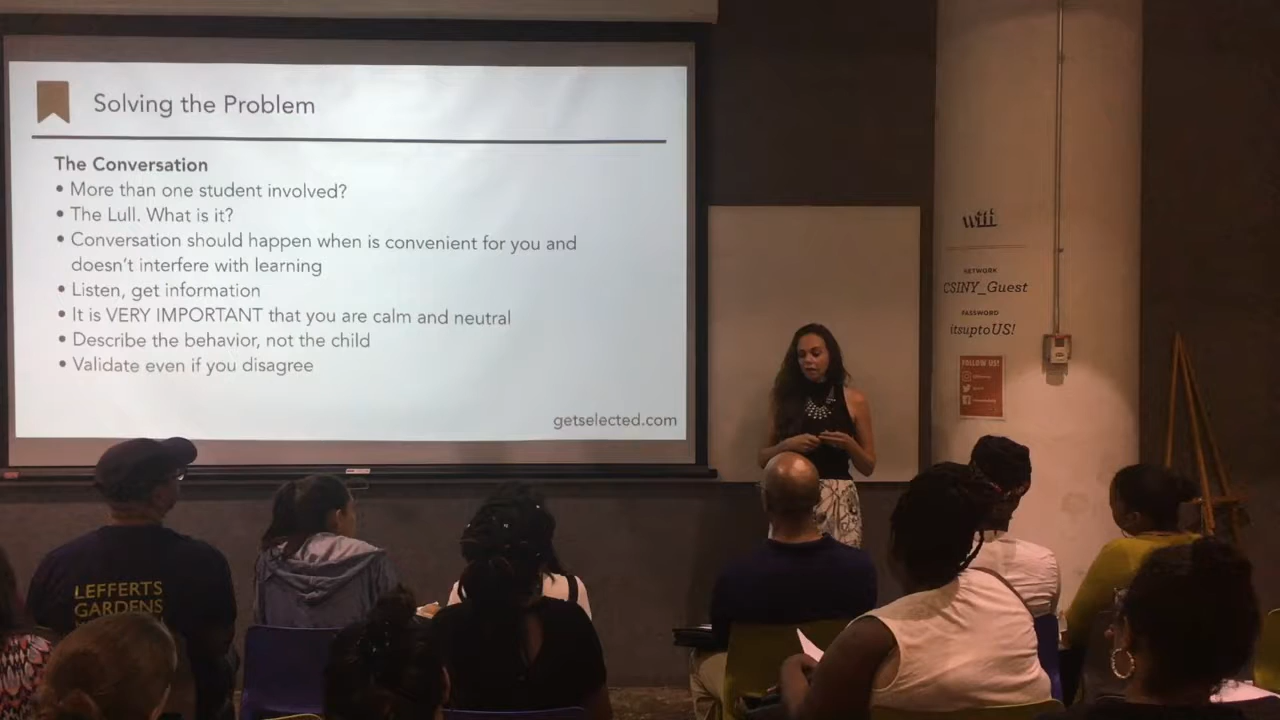 Solving the Problem
The Conversation
• More than one student involved?
• The Lull. What is it?
• Conversation should happen when is convenient for you and
doesn't interfere with learning
• Listen, get information
• It is VERY IMPORTANT that you are calm and neutral
• Describe the behavior, not the child
• Validate even if you disagree
getselected.com
wifi
NETWORK
CSINY_Guest
PASSWORD
itsuptoUS!
FOLLOW US!
LEFFERTS
GARDENS